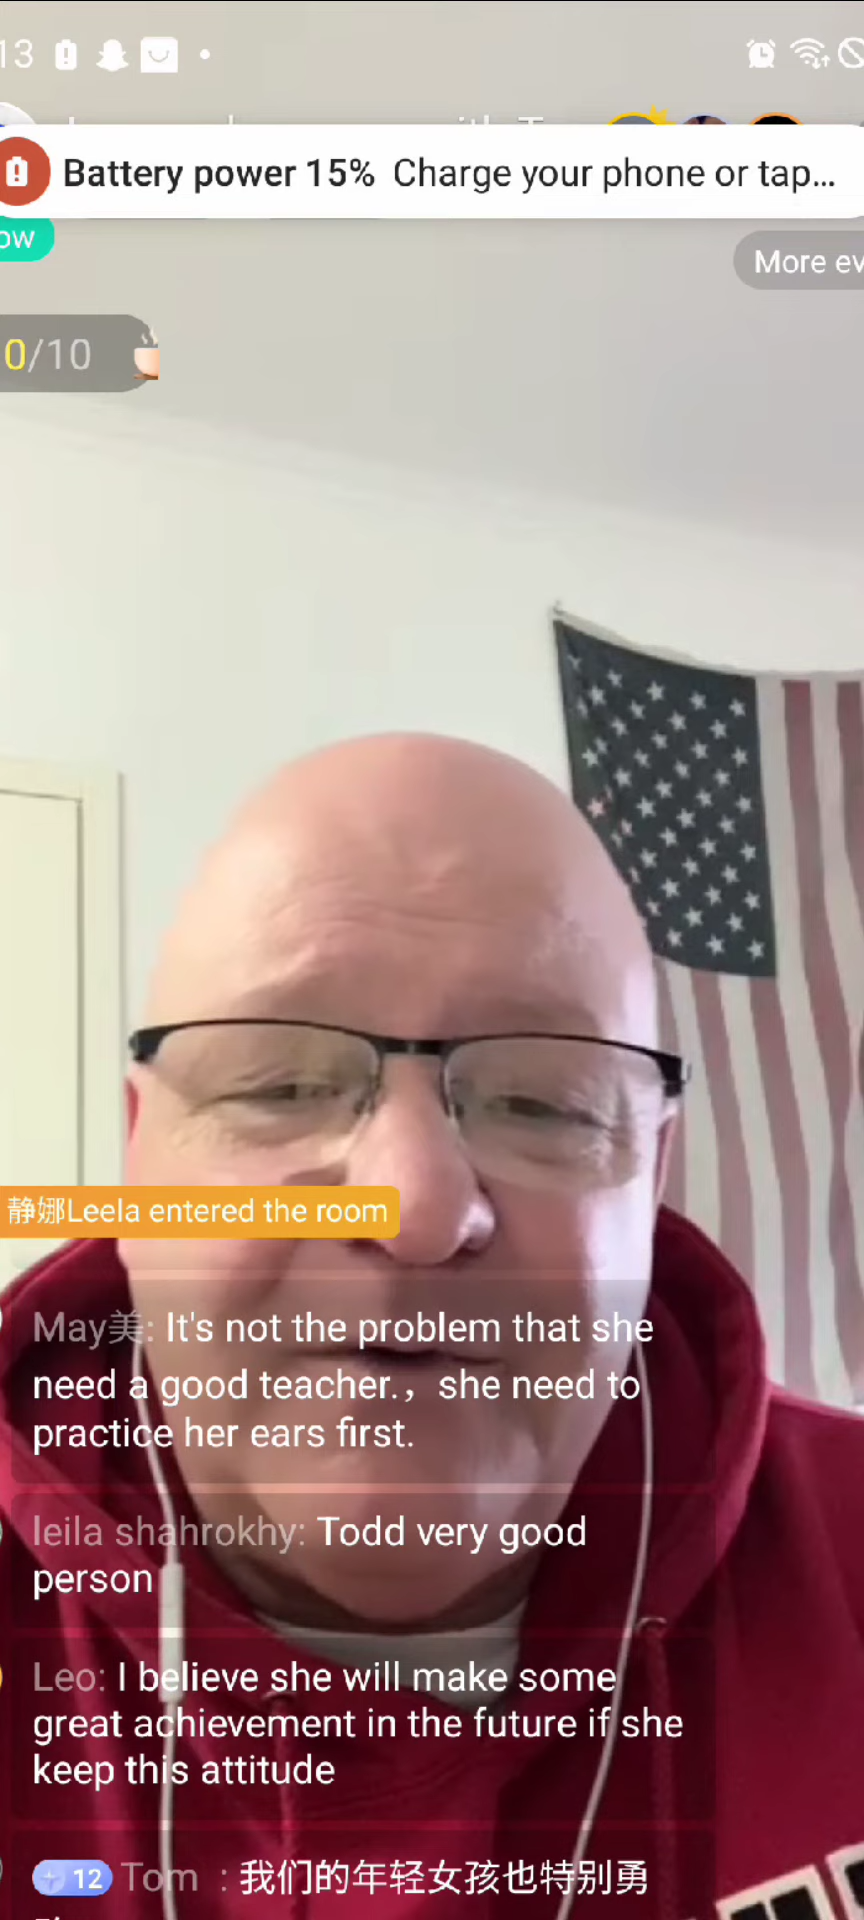 13
Battery power 15% Charge your phone or tap...
ow
More ev
0/10
静娜Leela entered the room
May美: It's not the problem that she
need a good teacher.，she need to
practice her ears first.
leila shahrokhy: Todd very good
person
Leo: I believe she will make some
great achievement in the future if she
keep this attitude
12 Tom : 我们的年轻女孩也特别勇